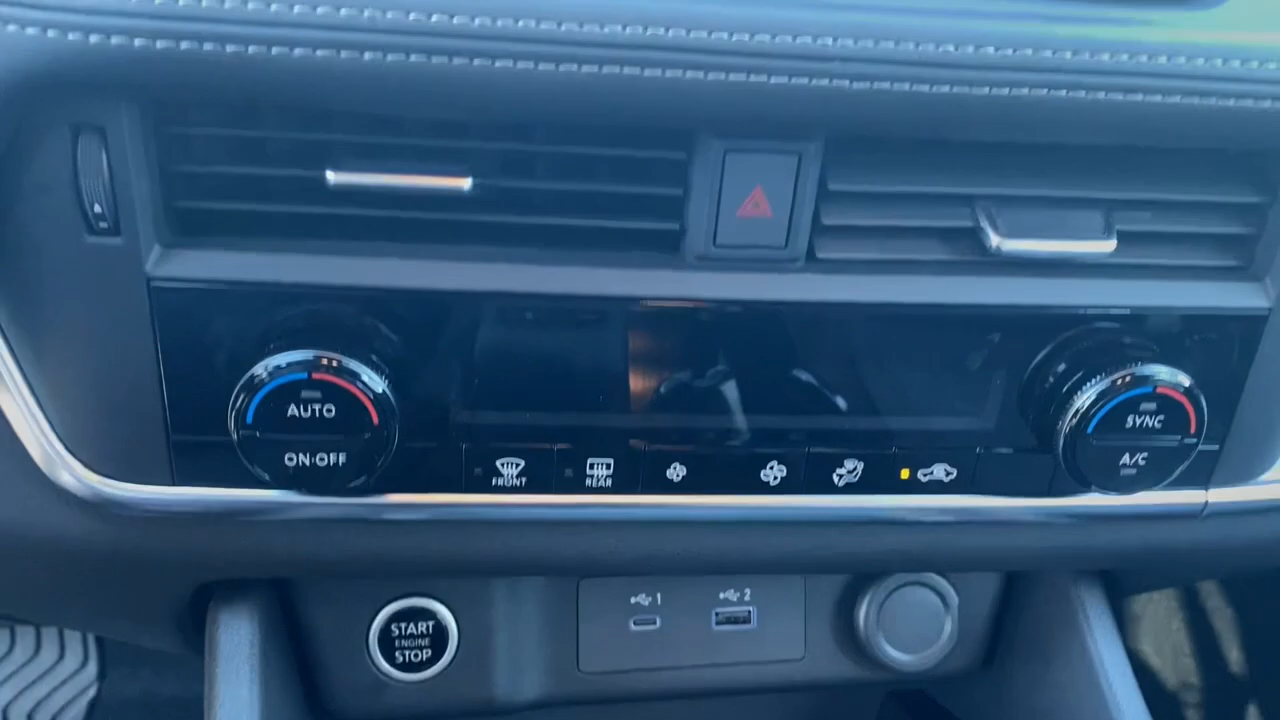 AUTO
ON·OFF
FRONT
REAR
SYNC
A/C
START
ENGINE
STOP
1
2